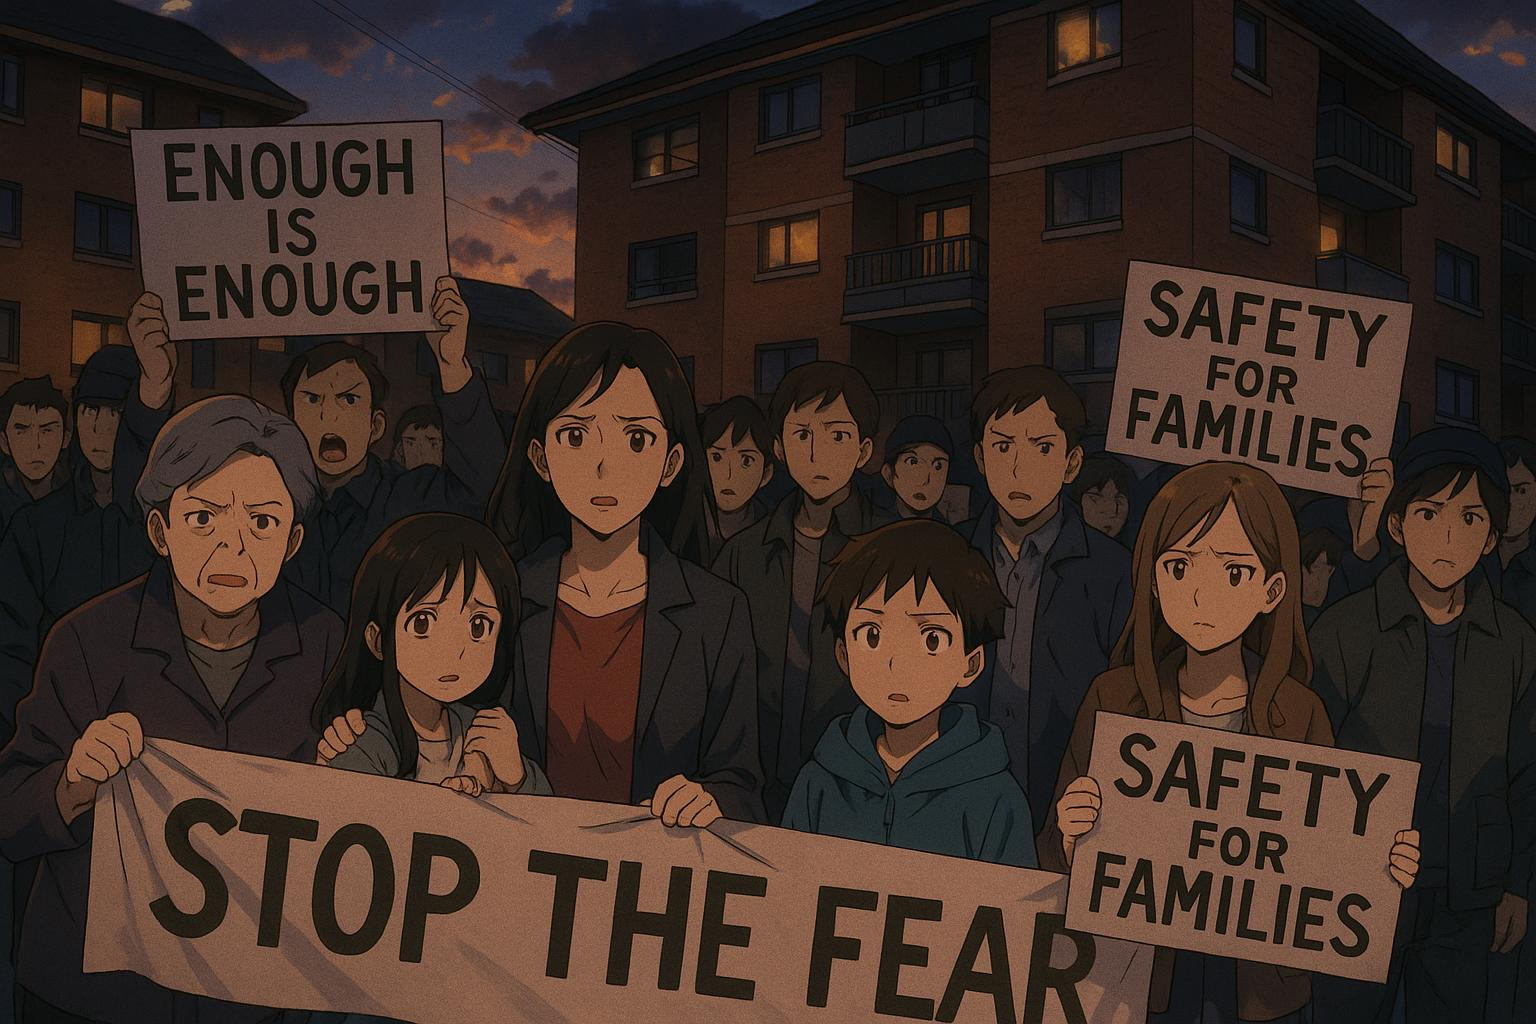 ENOUGH
IS
ENOUGH
SAFETY
FOR
FAMILIES
SAFETY
FOR
FAMILIES
STOP THE FEAR